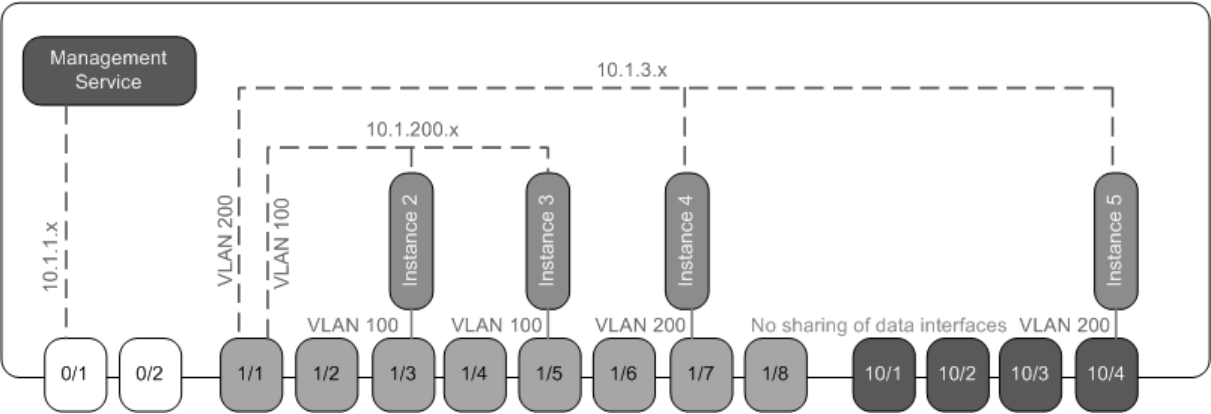 Management
Service
10.1.3.x
10.1.200.x
10.1.1.x
VLAN 200
VLAN 100
Instance 2
Instance 3
Instance 4
Instance 5
VLAN 100
VLAN 100
VLAN 200
No sharing of data interfaces
VLAN 200
0/1
0/2
1/1
1/2
1/3
1/4
1/5
1/6
1/7
1/8
10/1
10/2
10/3
10/4